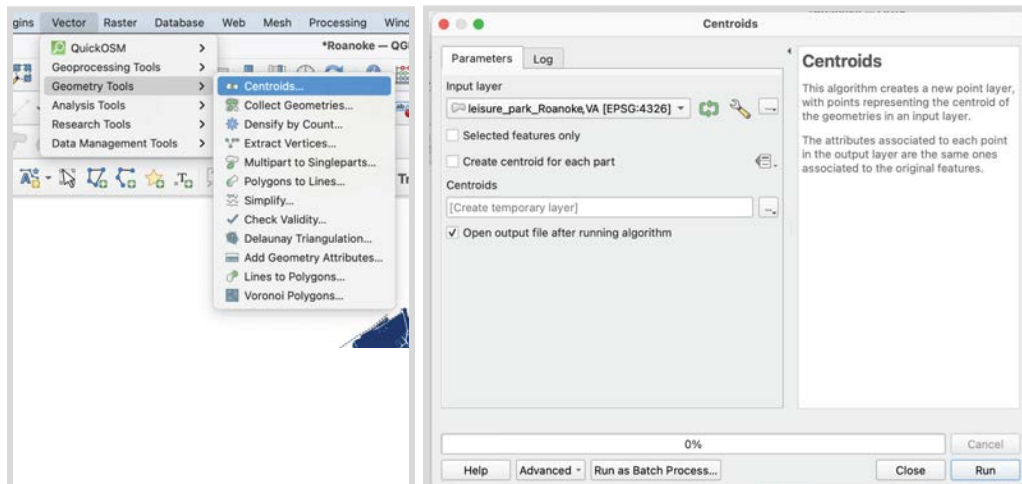 gins Vector Raster Database Web Mesh Processing Wind
*Roanoke — QG
QuickOSM
Geoprocessing Tools
Geometry Tools
Analysis Tools
Research Tools
Data Management Tools
Centroids...
Collect Geometries...
Densify by Count...
Extract Vertices...
Multipart to Singleparts...
Polygons to Lines...
Simplify...
Check Validity...
Delaunay Triangulation...
Add Geometry Attributes...
Lines to Polygons...
Voronoi Polygons...
Tr
Centroids
Parameters Log
Input layer
leisure_park_Roanoke,VA [EPSG:4326]
Selected features only
Create centroid for each part
Centroids
[Create temporary layer]
Open output file after running algorithm
Centroids
This algorithm creates a new point layer,
with points representing the centroid of
the geometries in an input layer.
The attributes associated to each point
in the output layer are the same ones
associated to the original features.
0%
Cancel
Help Advanced Run as Batch Process... Close Run